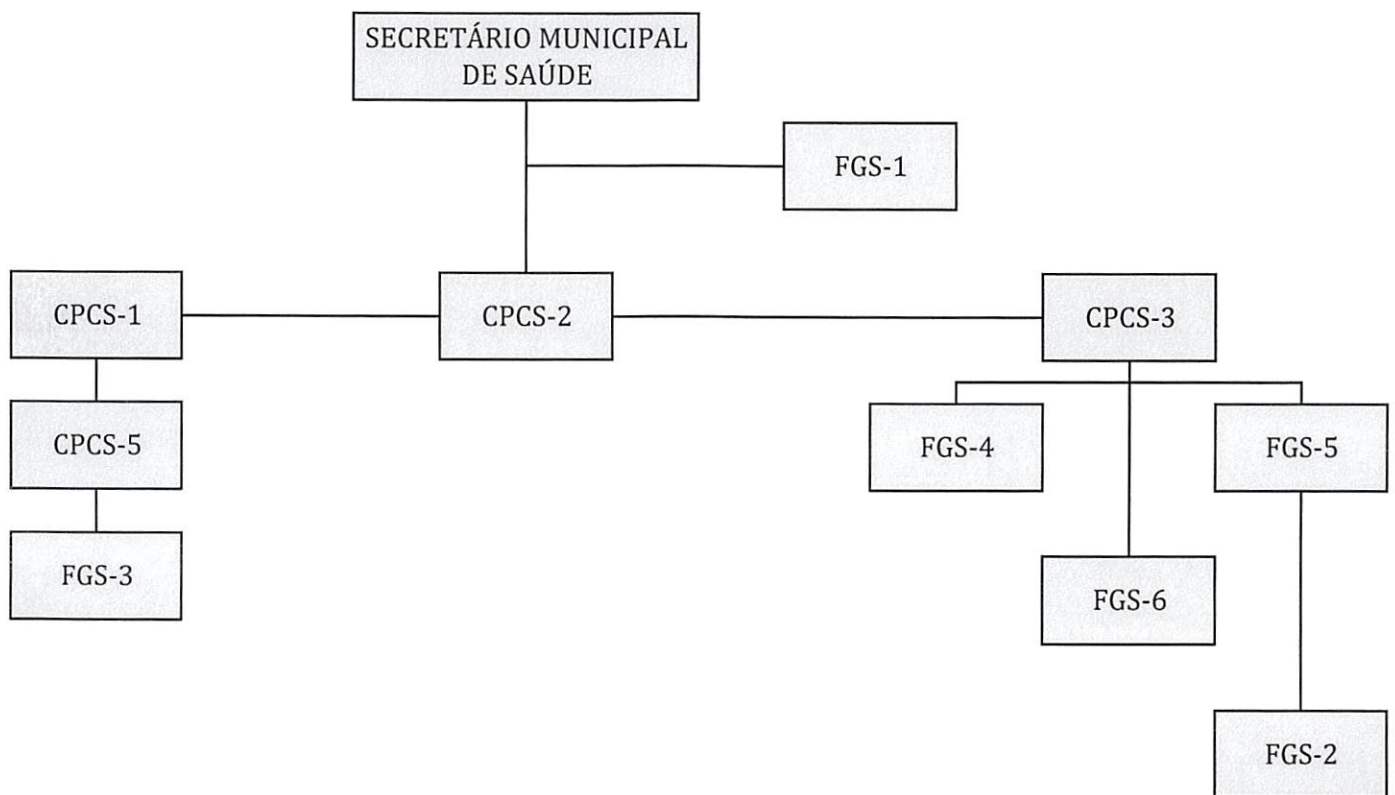 SECRETÁRIO MUNICIPAL
DE SAÚDE
FGS-1
CPCS-1
CPCS-2
CPCS-3
CPCS-5
FGS-4
FGS-5
FGS-3
FGS-6
FGS-2